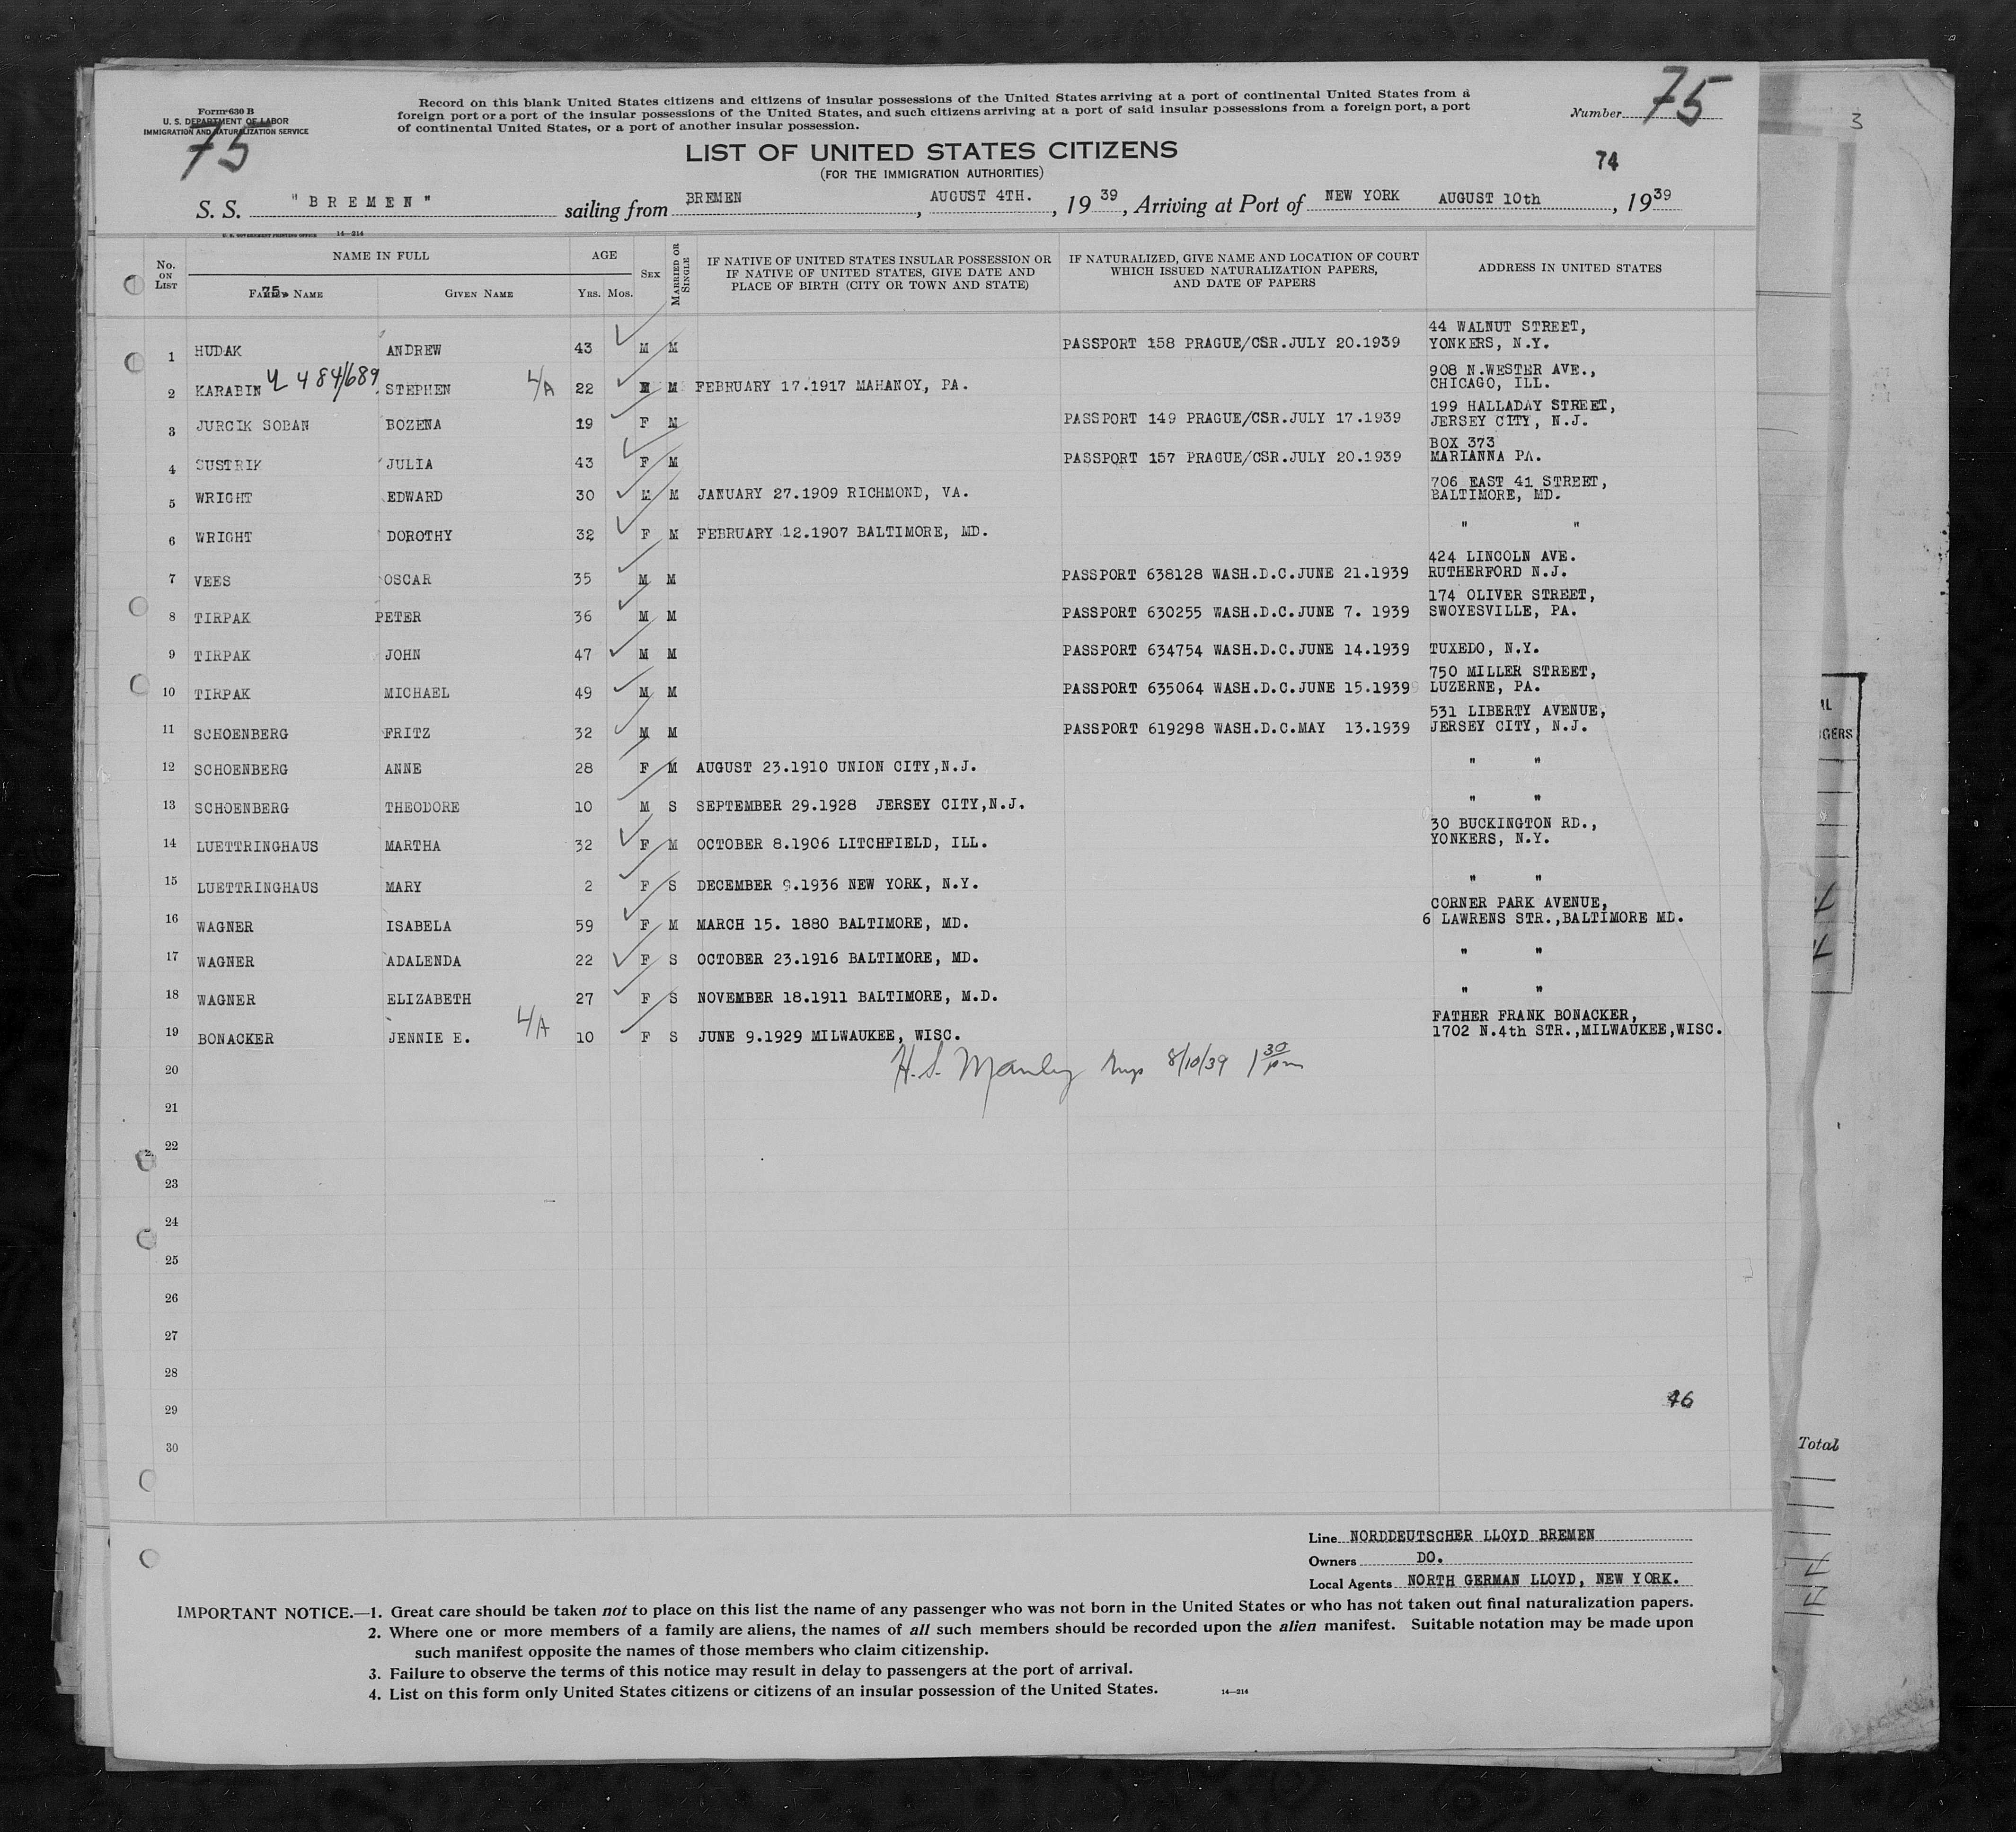 Form 630 B
U. S. DEPARTMENT OF LABOR
IMMIGRATION AND NATURALIZATION SERVICE
75
Record on this blank United States citizens and citizens of insular possessions of the United States arriving at a port of continental United States from a
foreign port or a port of the insular possessions of the United States, and such citizens arriving at a port of said insular possessions from a foreign port, a port
of continental United States, or a port of another insular possession.
Number 75
3
LIST OF UNITED STATES CITIZENS
(FOR THE IMMIGRATION AUTHORITIES)
74
S. S. "BREMEN" sailing from BREMEN, AUGUST 4TH., 1939, Arriving at Port of NEW YORK AUGUST 10th, 1939
U. S. GOVERNMENT PRINTING OFFICE 14—214
No. ON LIST NAME IN FULL AGE SEX MARRIED OR SINGLE IF NATIVE OF UNITED STATES INSULAR POSSESSION OR IF NATIVE OF UNITED STATES, GIVE DATE AND PLACE OF BIRTH (CITY OR TOWN AND STATE) IF NATURALIZED, GIVE NAME AND LOCATION OF COURT WHICH ISSUED NATURALIZATION PAPERS, AND DATE OF PAPERS ADDRESS IN UNITED STATES
FAMILY NAME 75 GIVEN NAME YRS. MOS.
1 HUDAK ANDREW 43 M M PASSPORT 158 PRAGUE/CSR.JULY 20.1939 44 WALNUT STREET, YONKERS, N.Y.
2 KARABIN 484/689 STEPHEN 4/A 22 M M FEBRUARY 17.1917 MAHANOY, PA. 908 N.WESTER AVE., CHICAGO, ILL.
3 JURCIK SOBAN BOZENA 19 F M PASSPORT 149 PRAGUE/CSR.JULY 17.1939 199 HALLADAY STREET, JERSEY CITY, N.J.
4 SUSTRIK JULIA 43 F M PASSPORT 157 PRAGUE/CSR.JULY 20.1939 BOX 373 MARIANNA PA.
5 WRIGHT EDWARD 30 M M JANUARY 27.1909 RICHMOND, VA. 706 EAST 41 STREET, BALTIMORE, MD.
6 WRIGHT DOROTHY 32 F M FEBRUARY 12.1907 BALTIMORE, MD. " "
7 VEES OSCAR 35 M M PASSPORT 638128 WASH.D.C.JUNE 21.1939 424 LINCOLN AVE. RUTHERFORD N.J.
8 TIRPAK PETER 36 M M PASSPORT 630255 WASH.D.C.JUNE 7. 1939 174 OLIVER STREET, SWOYESVILLE, PA.
9 TIRPAK JOHN 47 M M PASSPORT 634754 WASH.D.C.JUNE 14.1939 TUXEDO, N.Y.
10 TIRPAK MICHAEL 49 M M PASSPORT 635064 WASH.D.C.JUNE 15.1939 750 MILLER STREET, LUZERNE, PA.
11 SCHOENBERG FRITZ 32 M M PASSPORT 619298 WASH.D.C.MAY 13.1939 531 LIBERTY AVENUE, JERSEY CITY, N.J.
12 SCHOENBERG ANNE 28 F M AUGUST 23.1910 UNION CITY,N.J. " "
13 SCHOENBERG THEODORE 10 M S SEPTEMBER 29.1928 JERSEY CITY,N.J. " "
14 LUETTRINGHAUS MARTHA 32 F M OCTOBER 8.1906 LITCHFIELD, ILL. 30 BUCKINGTON RD., YONKERS, N.Y.
15 LUETTRINGHAUS MARY 2 F S DECEMBER 9.1936 NEW YORK, N.Y. " "
16 WAGNER ISABELA 59 F M MARCH 15. 1880 BALTIMORE, MD. CORNER PARK AVENUE, 6 LAWRENS STR.,BALTIMORE MD.
17 WAGNER ADALENDA 22 F S OCTOBER 23.1916 BALTIMORE, MD. " "
18 WAGNER ELIZABETH 27 F S NOVEMBER 18.1911 BALTIMORE, M.D. " "
19 BONACKER JENNIE E. 4/A 10 F S JUNE 9.1929 MILWAUKEE, WISC. FATHER FRANK BONACKER, 1702 N.4th STR.,MILWAUKEE,WISC.
20 H. S. Manley 8/10/39 1 30 pm
21
22
23
24
25
26
27
28
29 46
30
Total
Line NORDDEUTSCHER LLOYD BREMEN
Owners DO.
Local Agents NORTH GERMAN LLOYD, NEW YORK.
IMPORTANT NOTICE.—1. Great care should be taken not to place on this list the name of any passenger who was not born in the United States or who has not taken out final naturalization papers.
2. Where one or more members of a family are aliens, the names of all such members should be recorded upon the alien manifest. Suitable notation may be made upon
such manifest opposite the names of those members who claim citizenship.
3. Failure to observe the terms of this notice may result in delay to passengers at the port of arrival.
4. List on this form only United States citizens or citizens of an insular possession of the United States. 14—214